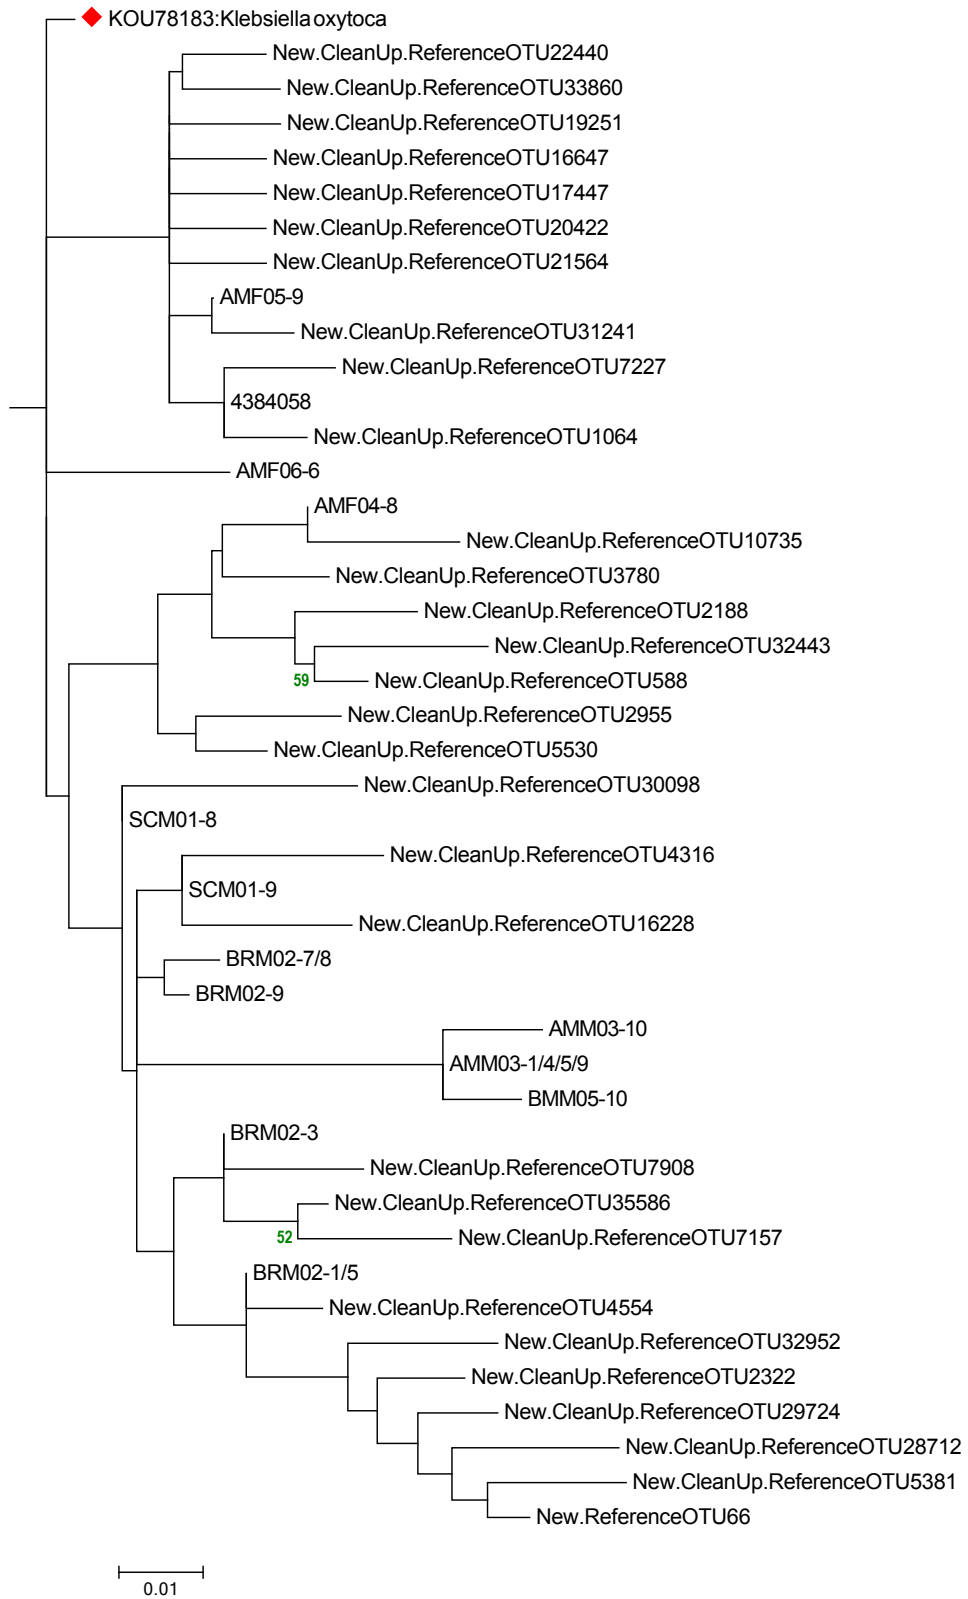 KOU78183:Klebsiella oxytoca
New.CleanUp.ReferenceOTU22440
New.CleanUp.ReferenceOTU33860
New.CleanUp.ReferenceOTU19251
New.CleanUp.ReferenceOTU16647
New.CleanUp.ReferenceOTU17447
New.CleanUp.ReferenceOTU20422
New.CleanUp.ReferenceOTU21564
AMF05-9
New.CleanUp.ReferenceOTU31241
New.CleanUp.ReferenceOTU7227
4384058
New.CleanUp.ReferenceOTU1064
AMF06-6
AMF04-8
New.CleanUp.ReferenceOTU10735
New.CleanUp.ReferenceOTU3780
New.CleanUp.ReferenceOTU2188
New.CleanUp.ReferenceOTU32443
59
New.CleanUp.ReferenceOTU588
New.CleanUp.ReferenceOTU2955
New.CleanUp.ReferenceOTU5530
New.CleanUp.ReferenceOTU30098
SCM01-8
New.CleanUp.ReferenceOTU4316
SCM01-9
New.CleanUp.ReferenceOTU16228
BRM02-7/8
BRM02-9
AMM03-10
AMM03-1/4/5/9
BMM05-10
BRM02-3
New.CleanUp.ReferenceOTU7908
New.CleanUp.ReferenceOTU35586
52
New.CleanUp.ReferenceOTU7157
BRM02-1/5
New.CleanUp.ReferenceOTU4554
New.CleanUp.ReferenceOTU32952
New.CleanUp.ReferenceOTU2322
New.CleanUp.ReferenceOTU29724
New.CleanUp.ReferenceOTU28712
New.CleanUp.ReferenceOTU5381
New.ReferenceOTU66
0.01